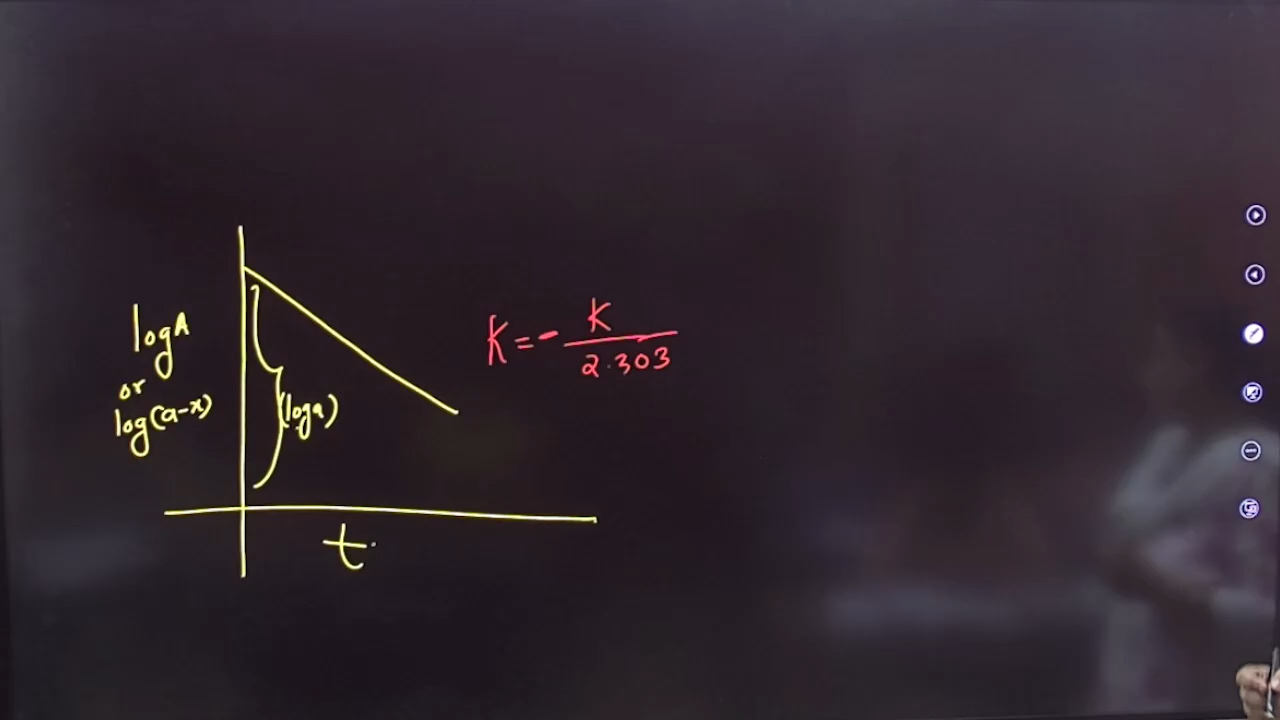 logA
or
log(a-x)
(loga)
K = - K / 2.303
t